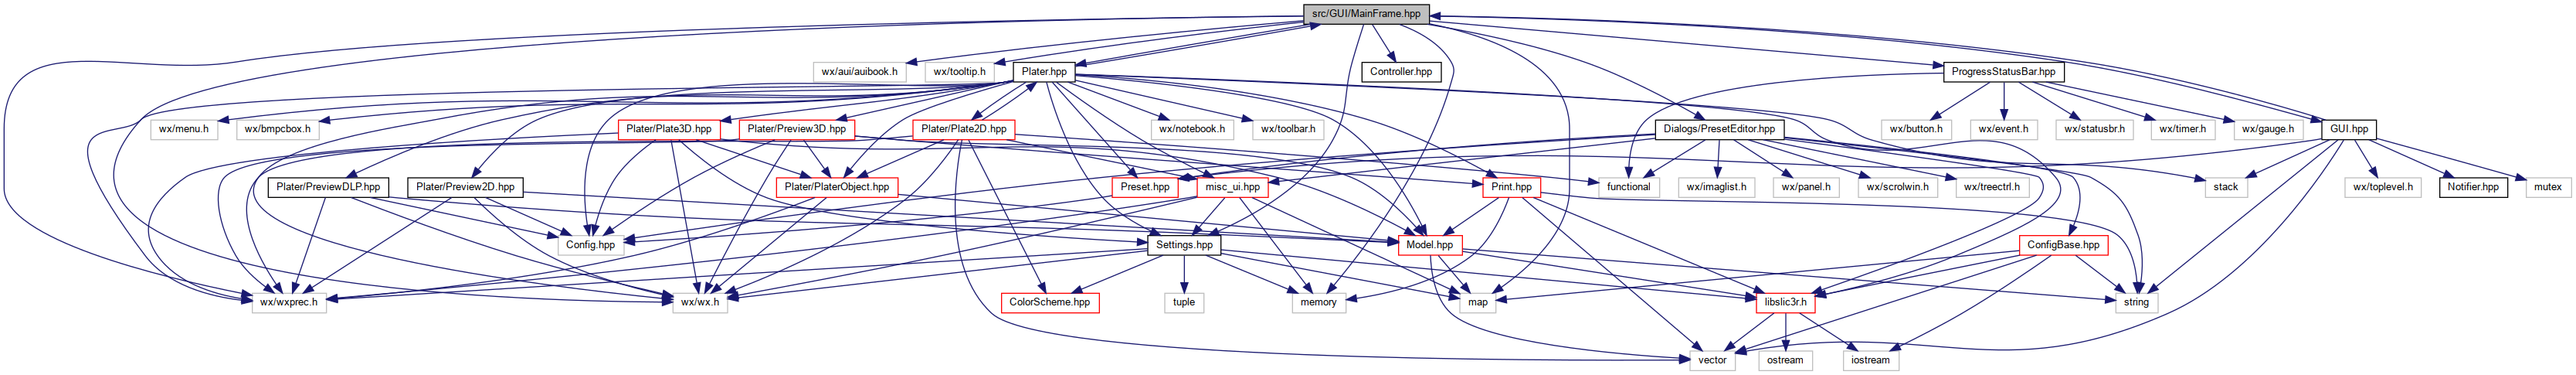 src/GUI/MainFrame.hpp
wx/aui/auibook.h
wx/tooltip.h
Plater.hpp
Controller.hpp
ProgressStatusBar.hpp
wx/menu.h
wx/bmpcbox.h
Plater/Plate3D.hpp
Plater/Preview3D.hpp
Plater/Plate2D.hpp
wx/notebook.h
wx/toolbar.h
Dialogs/PresetEditor.hpp
wx/button.h
wx/event.h
wx/statusbr.h
wx/timer.h
wx/gauge.h
GUI.hpp
Plater/PreviewDLP.hpp
Plater/Preview2D.hpp
Plater/PlaterObject.hpp
Preset.hpp
misc_ui.hpp
Print.hpp
functional
wx/imaglist.h
wx/panel.h
wx/scrolwin.h
wx/treectrl.h
stack
wx/toplevel.h
Notifier.hpp
mutex
Config.hpp
Settings.hpp
Model.hpp
ConfigBase.hpp
wx/wxprec.h
wx/wx.h
ColorScheme.hpp
tuple
memory
map
libslic3r.h
string
vector
ostream
iostream